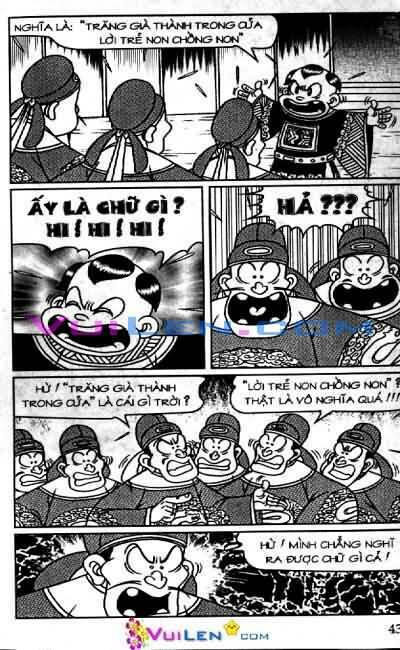 NGHĨA LÀ: "TRĂNG GIÀ THÀNH TRONG CỬA
LỜI TRẺ NON CHỒNG NON"
ẤY LÀ CHỮ GÌ?
HI! HI! HI!
HẢ???
VUILEN.COM
HỪ! "TRĂNG GIÀ THÀNH
TRONG CỬA" LÀ CÁI GÌ TRỜI?
"LỜI TRẺ NON CHỒNG NON"?
THẬT LÀ VÔ NGHĨA QUÁ!!!
HỪ! MÌNH CHẲNG NGHĨ
RA ĐƯỢC CHỮ GÌ CẢ!
43
VUILEN.COM